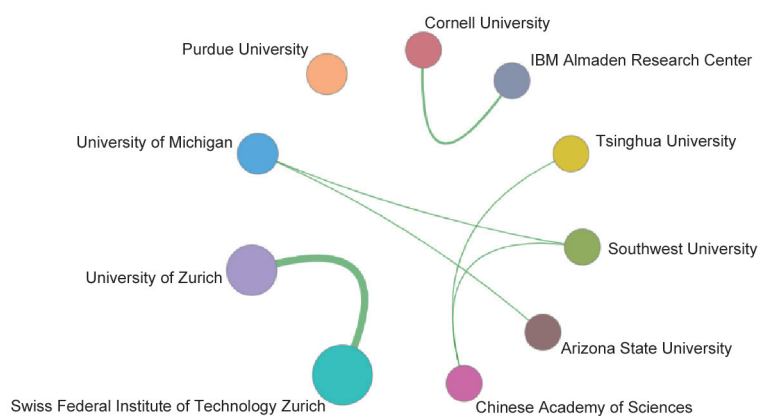 Cornell University
Purdue University
IBM Almaden Research Center
University of Michigan
Tsinghua University
Southwest University
University of Zurich
Arizona State University
Swiss Federal Institute of Technology Zurich
Chinese Academy of Sciences